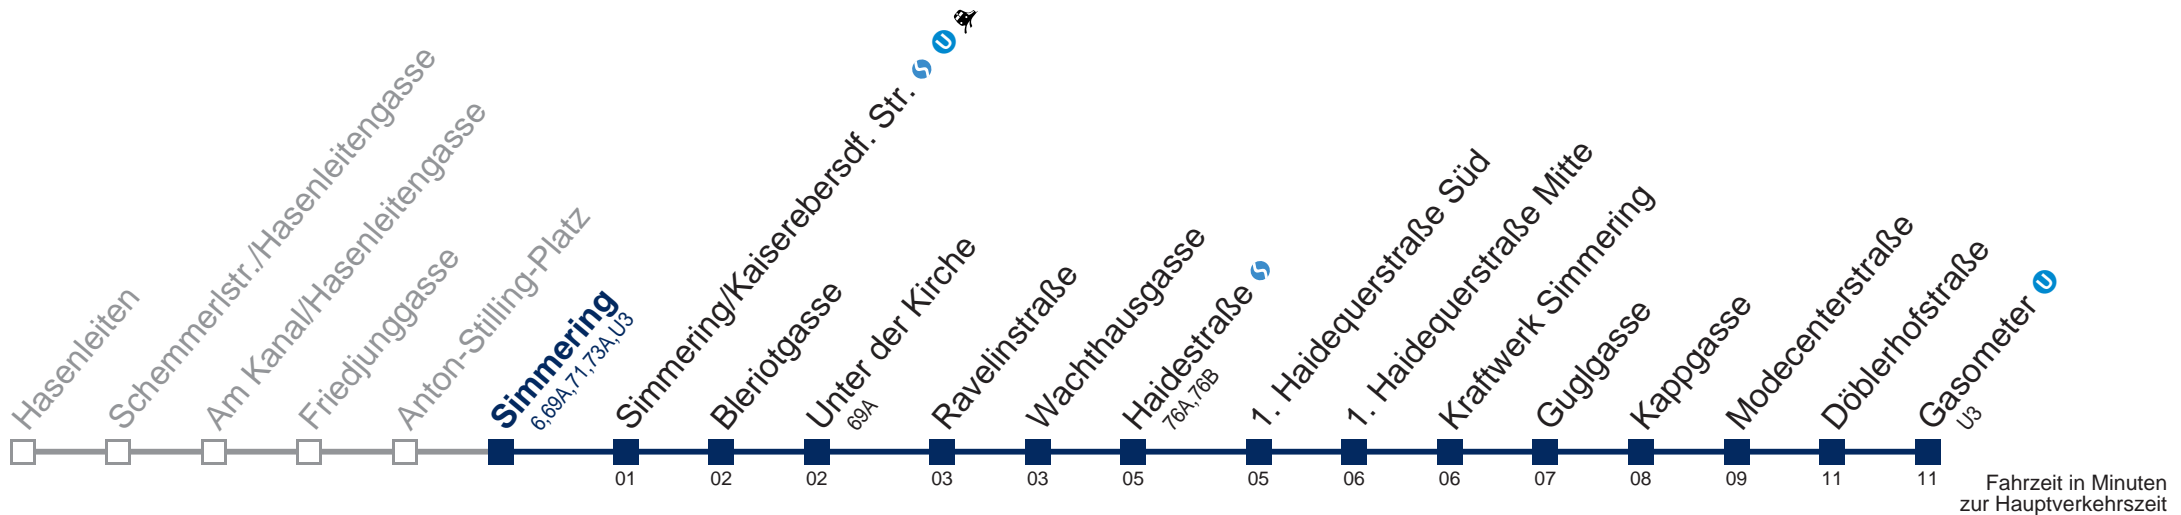 Hasenleiten
Schemmerlstr./Hasenleitengasse
Am Kanal/Hasenleitengasse
Friedjunggasse
Anton-Stilling-Platz
Simmering
6,69A,71,73A,U3
Simmering/Kaiserebersdf. Str. S U
Bleriotgasse
Unter der Kirche
69A
Ravelinstraße
Wachthausgasse
Haidestraße S
76A,76B
1. Haidequerstraße Süd
1. Haidequerstraße Mitte
Kraftwerk Simmering
Guglgasse
Kappgasse
Modecenterstraße
Döblerhofstraße
Gasometer U
U3
01 02 02 03 03 05 05 06 06 07 08 09 11 11
Fahrzeit in Minuten
zur Hauptverkehrszeit